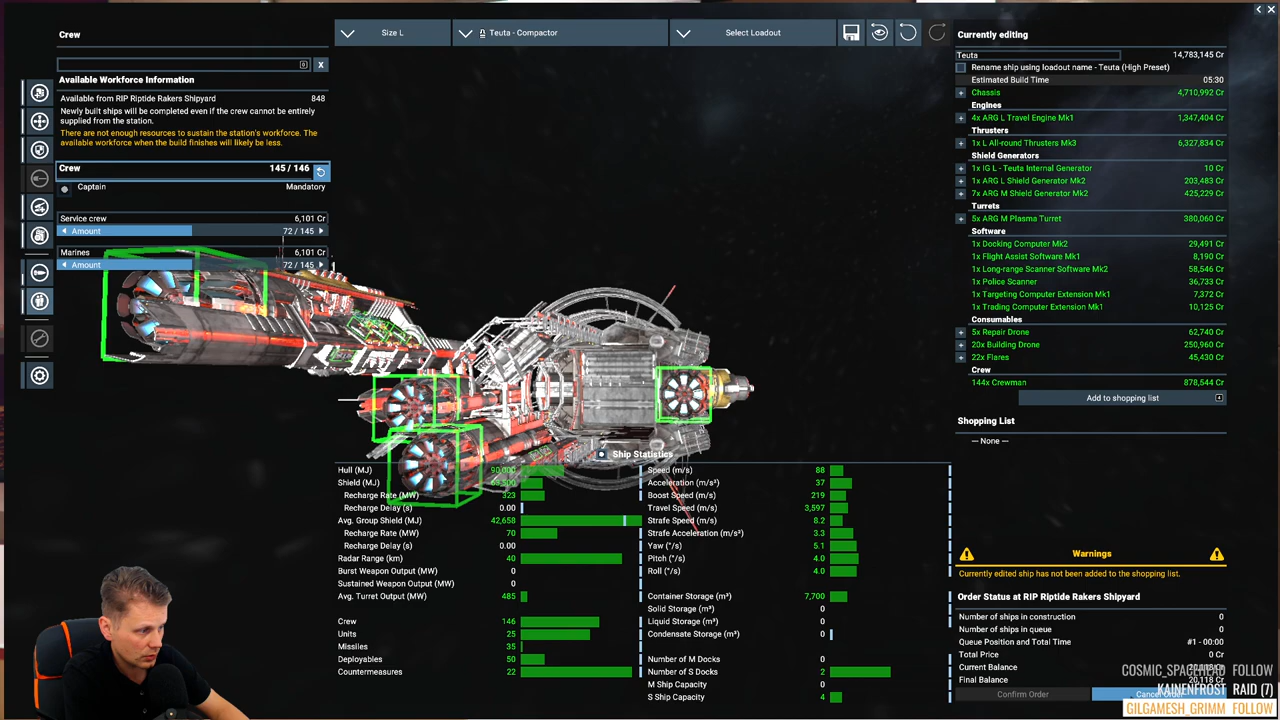 Crew
x
Available Workforce Information
Available from RIP Riptide Rakers Shipyard 848
Newly built ships will be completed even if the crew cannot be entirely
supplied from the station.
There are not enough resources to sustain the station's workforce. The
available workforce when the build finishes will likely be less.
Crew 145 / 146
Captain Mandatory
Service crew 6,101 Cr
Amount 72 / 145
Marines 6,101 Cr
Amount 72 / 145
Size L
Teuta - Compactor
Select Loadout
Ship Statistics
Hull (MJ) 90,000
Shield (MJ)
Recharge Rate (MW) 323
Recharge Delay (s) 0.00
Avg. Group Shield (MJ) 42,658
Recharge Rate (MW) 70
Recharge Delay (s) 0.00
Radar Range (km) 40
Burst Weapon Output (MW) 0
Sustained Weapon Output (MW) 0
Avg. Turret Output (MW) 485
Crew 146
Units 25
Missiles 35
Deployables 50
Countermeasures 22
Speed (m/s) 88
Acceleration (m/s²) 37
Boost Speed (m/s) 219
Travel Speed (m/s) 3,597
Strafe Speed (m/s) 8.2
Strafe Acceleration (m/s²) 3.3
Yaw (°/s) 5.1
Pitch (°/s) 4.0
Roll (°/s) 4.0
Container Storage (m³) 7,700
Solid Storage (m³) 0
Liquid Storage (m³) 0
Condensate Storage (m³) 0
Number of M Docks 0
Number of S Docks 2
M Ship Capacity 0
S Ship Capacity 4
Currently editing
Teuta 14,783,145 Cr
Rename ship using loadout name - Teuta (High Preset)
Estimated Build Time 05:30
Chassis 4,710,992 Cr
Engines
4x ARG L Travel Engine Mk1 1,347,404 Cr
Thrusters
1x L All-round Thrusters Mk3 6,327,834 Cr
Shield Generators
1x IG L - Teuta Internal Generator 10 Cr
1x ARG L Shield Generator Mk2 203,483 Cr
7x ARG M Shield Generator Mk2 425,229 Cr
Turrets
5x ARG M Plasma Turret 380,060 Cr
Software
1x Docking Computer Mk2 29,491 Cr
1x Flight Assist Software Mk1 8,190 Cr
1x Long-range Scanner Software Mk2 58,546 Cr
1x Police Scanner 36,733 Cr
1x Targeting Computer Extension Mk1 7,372 Cr
1x Trading Computer Extension Mk1 10,125 Cr
Consumables
5x Repair Drone 62,740 Cr
20x Building Drone 250,960 Cr
22x Flares 45,430 Cr
Crew
144x Crewman 878,544 Cr
Add to shopping list
Shopping List
— None —
Warnings
Currently edited ship has not been added to the shopping list.
Order Status at RIP Riptide Rakers Shipyard
Number of ships in construction 0
Number of ships in queue 0
Queue Position and Total Time #1 - 00:00
Total Price 0 Cr
Current Balance
Final Balance 20,118 Cr
Confirm Order
Cancel Order
COSMIC_SPACEHEAD FOLLOW
KAINENFROST RAID (7)
GILGAMESH_GRIMM FOLLOW